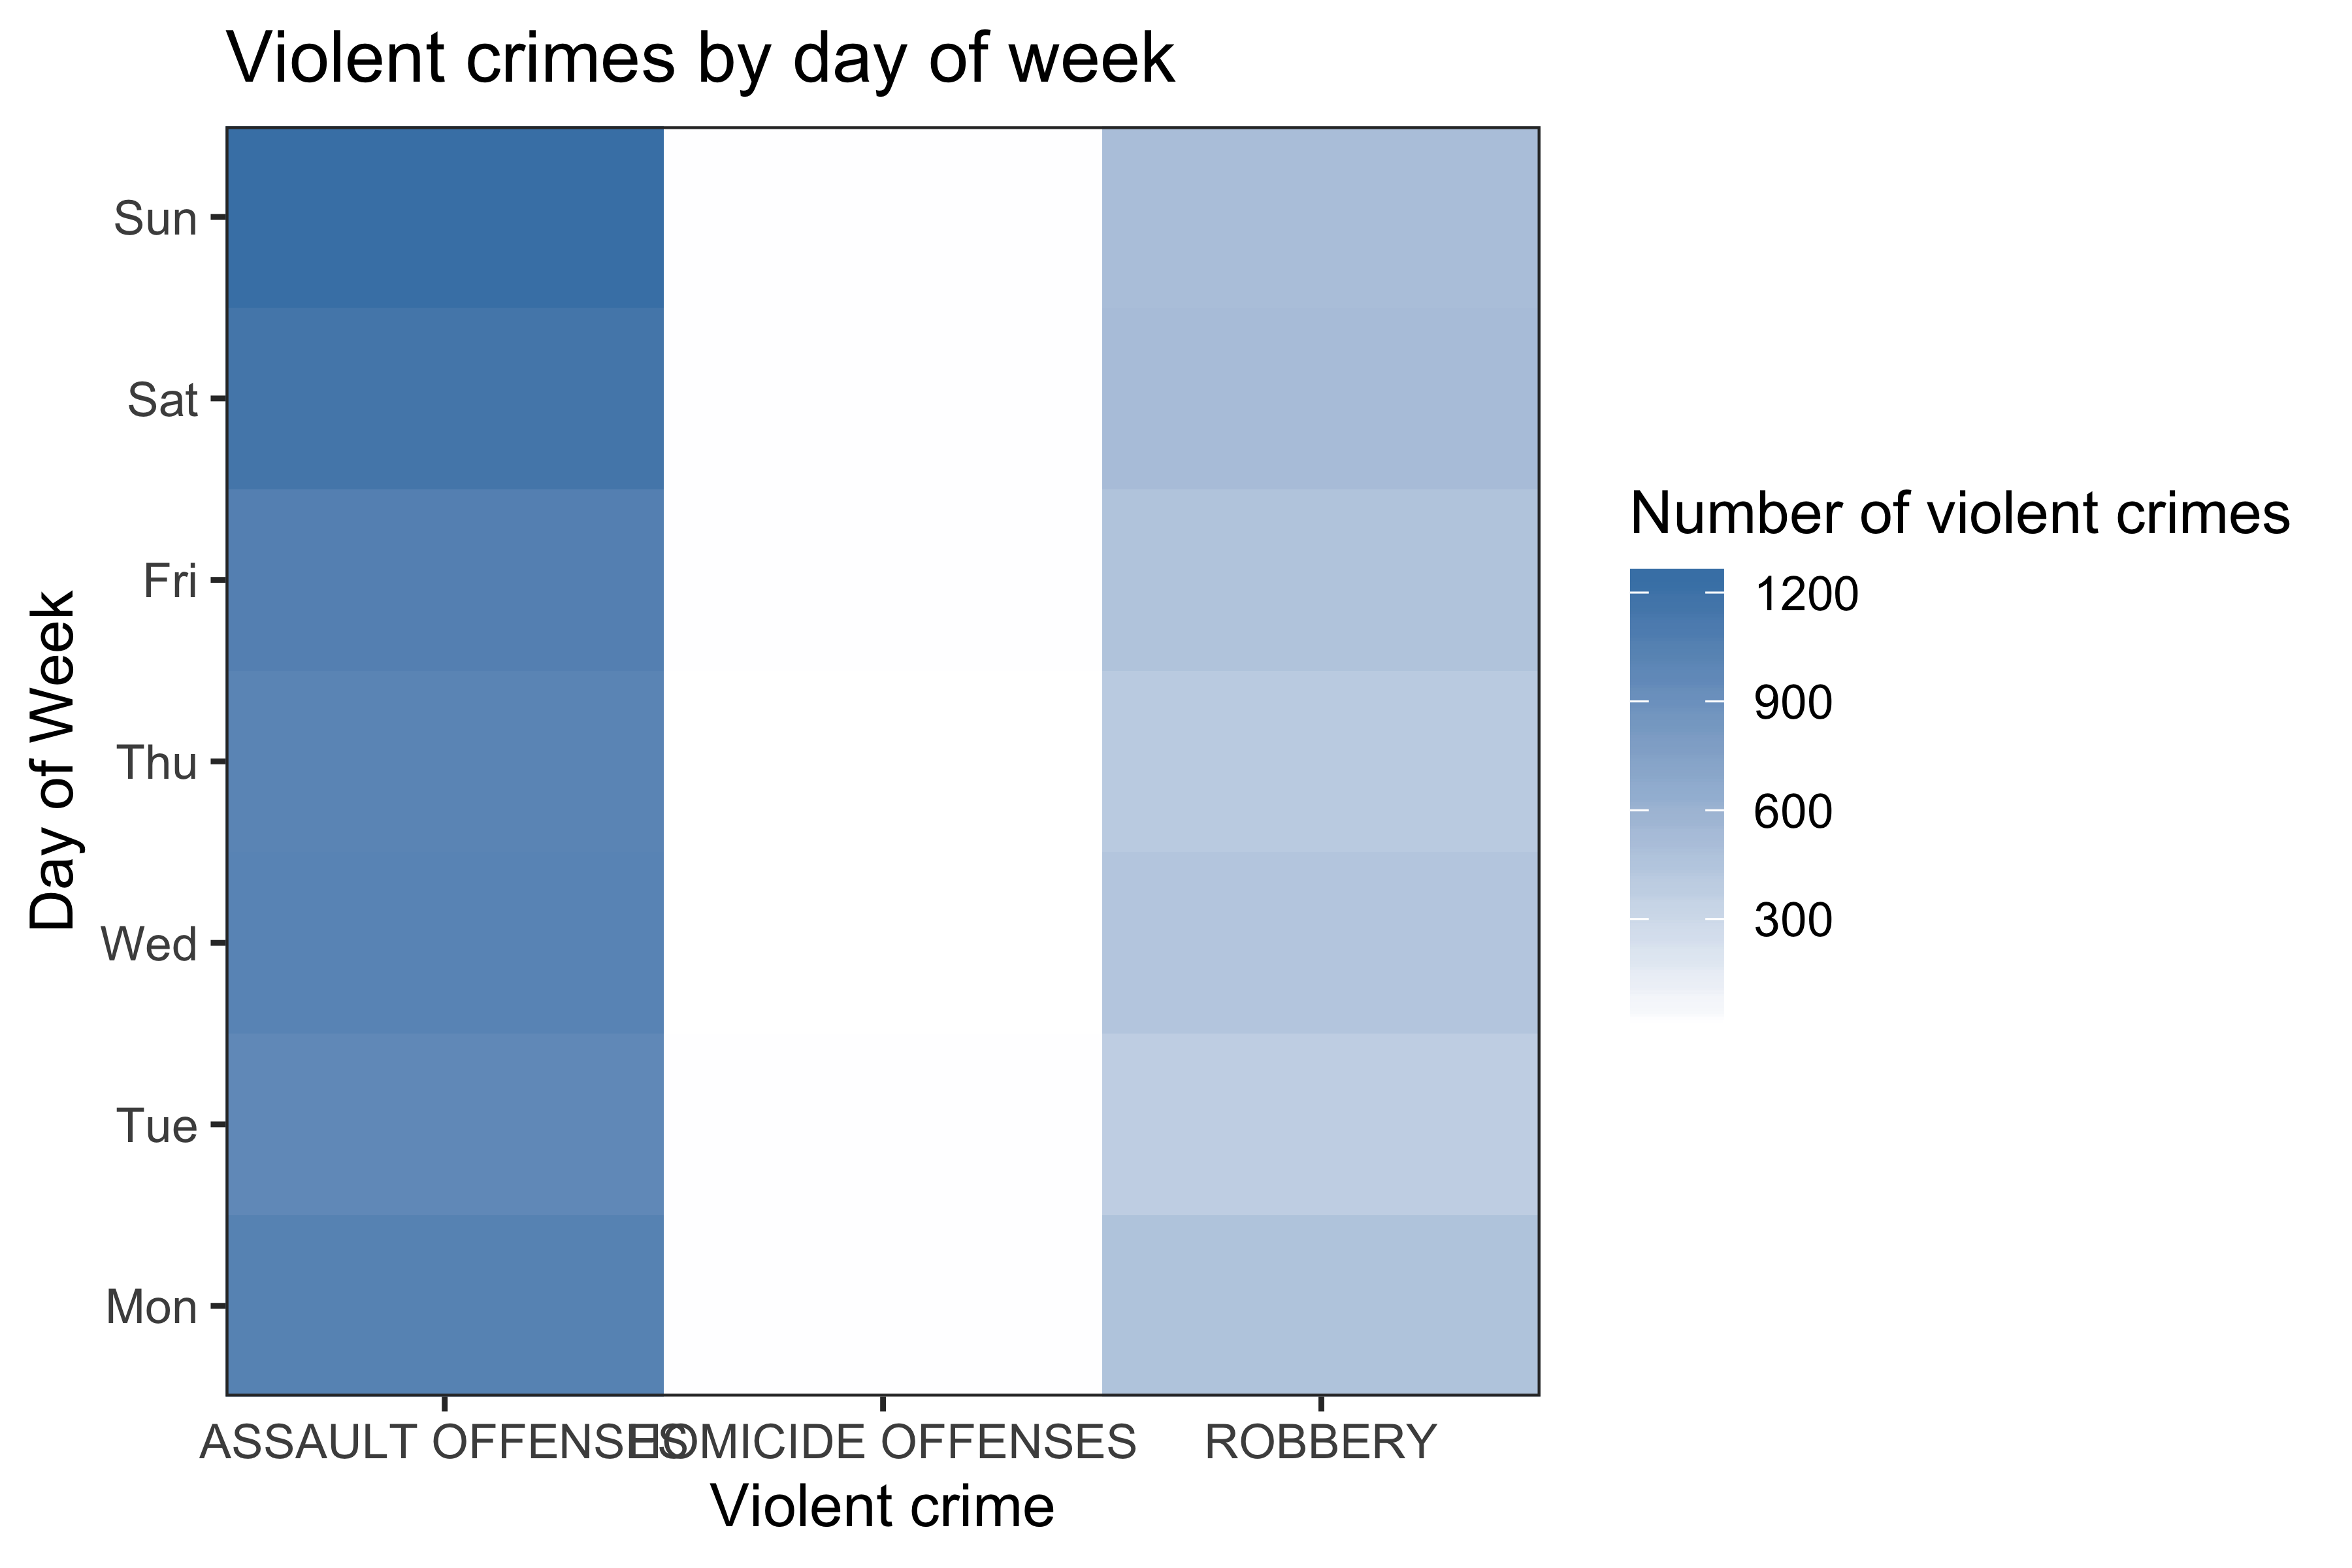 Violent crimes by day of week
Day of Week
Sun
Sat
Fri
Thu
Wed
Tue
Mon
ASSAULT OFFENSES HOMICIDE OFFENSES ROBBERY
Violent crime
Number of violent crimes
1200
900
600
300